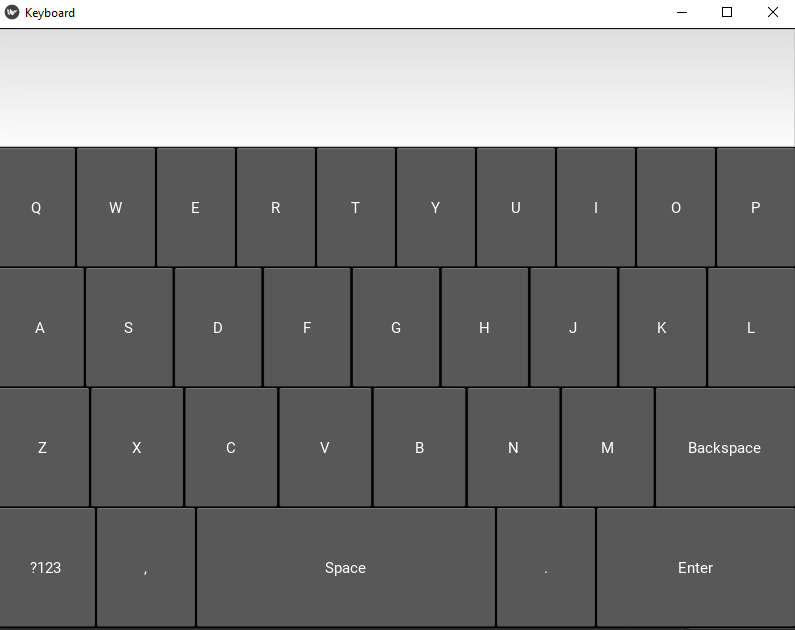 Keyboard
Q W E R T Y U I O P
A S D F G H J K L
Z X C V B N M Backspace
?123 , Space . Enter